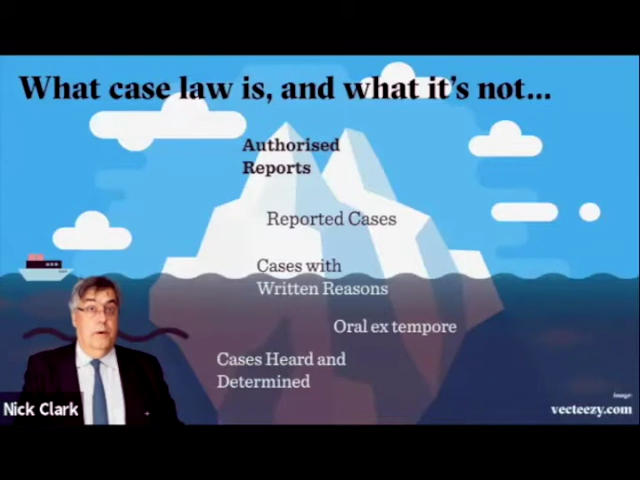 What case law is, and what it's not...
Authorised
Reports
Reported Cases
Cases with
Written Reasons
Oral ex tempore
Cases Heard and
Determined
Nick Clark
image:
vecteezy.com